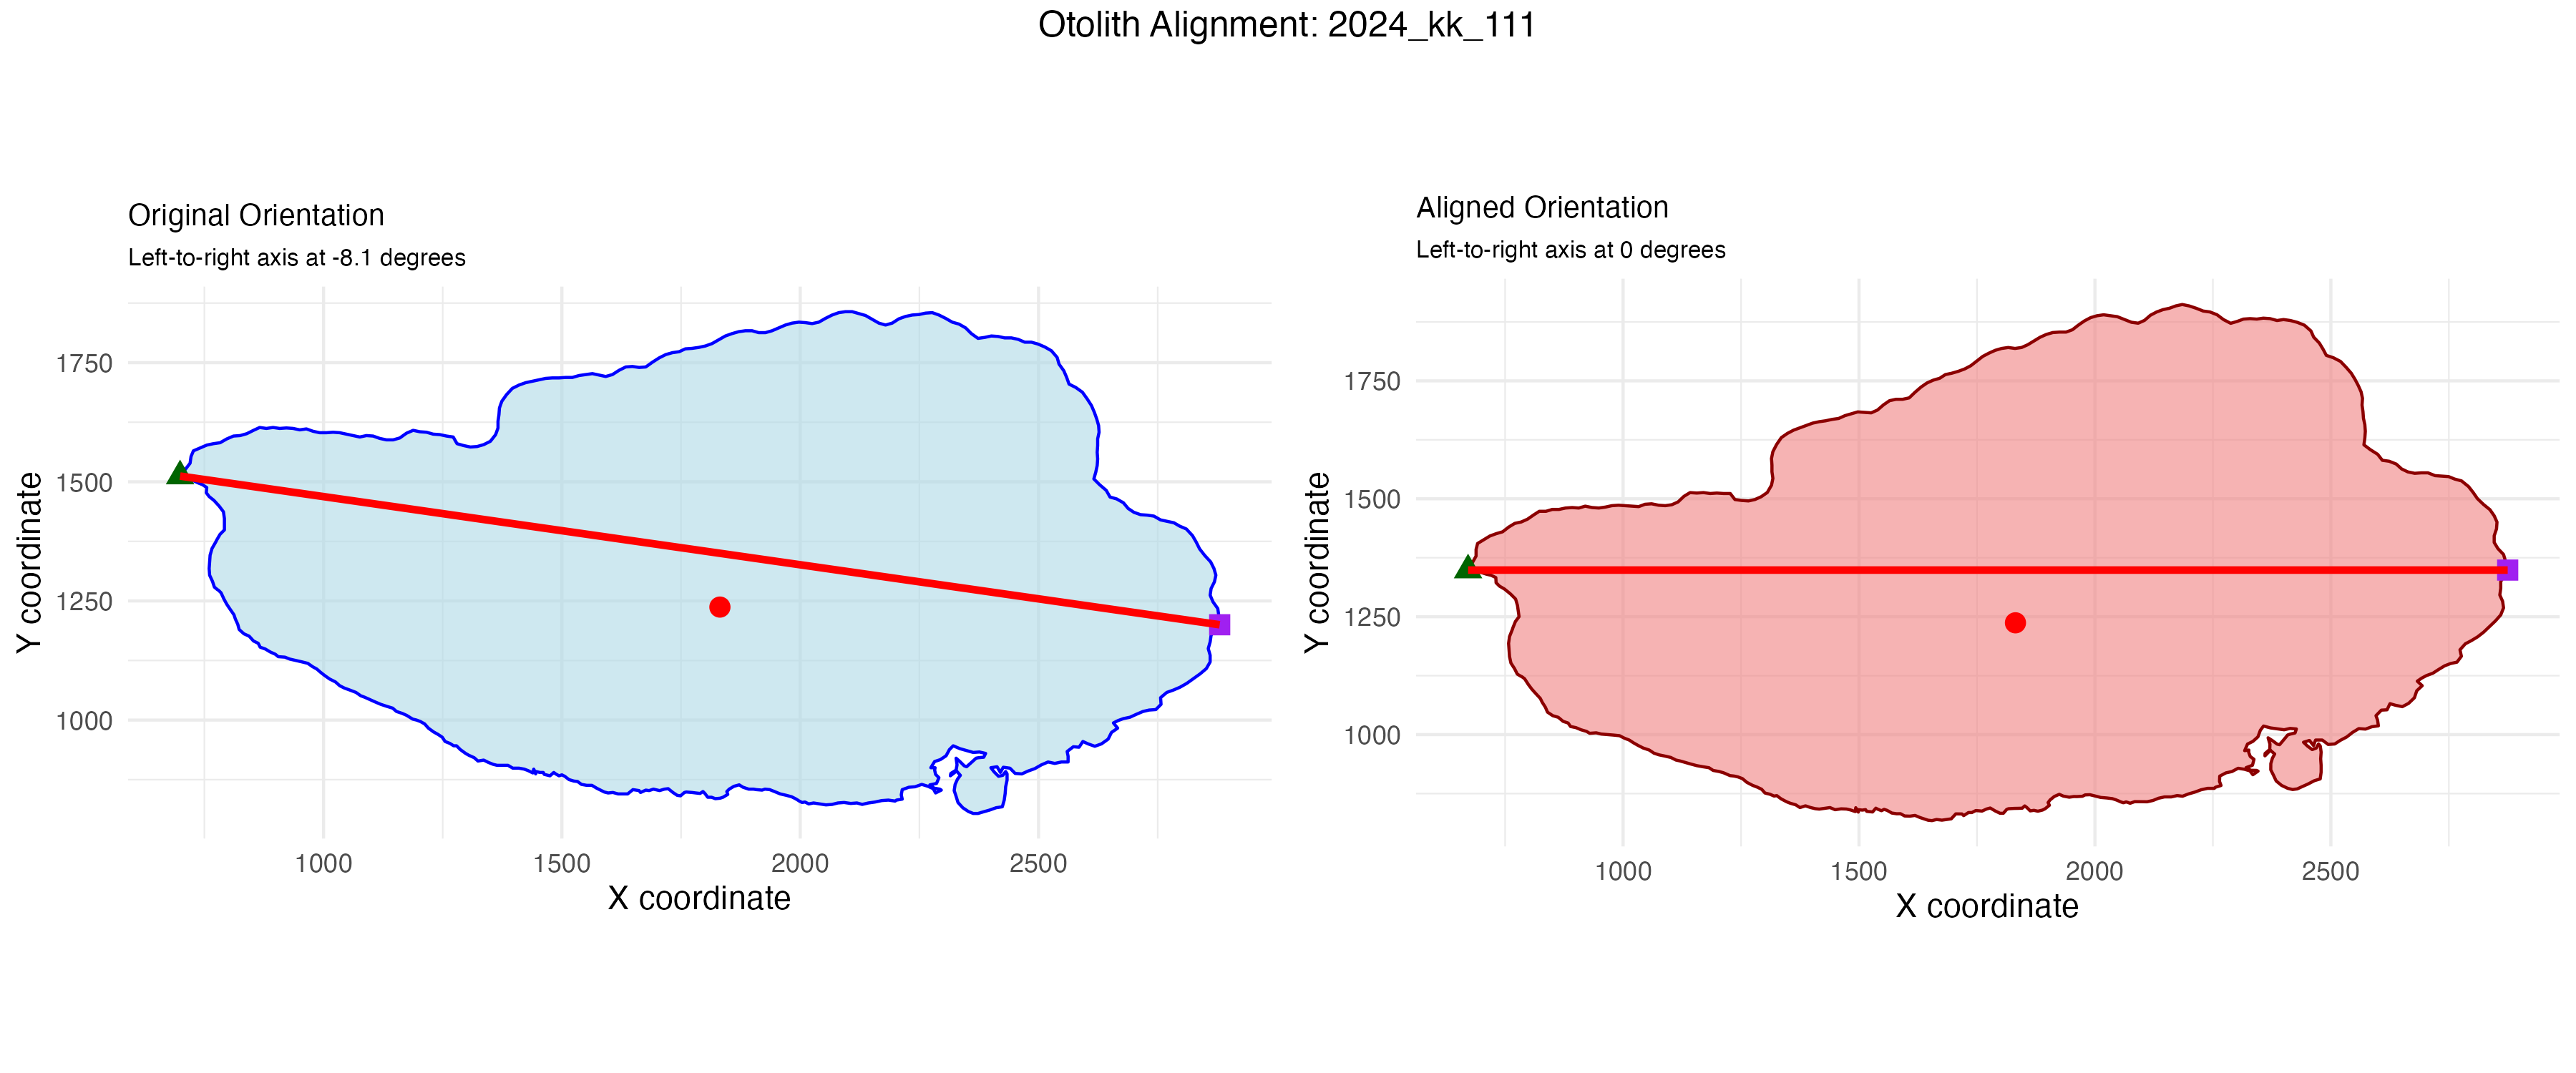 Otolith Alignment: 2024_kk_111
Original Orientation
Left-to-right axis at -8.1 degrees
1750
1500
1250
1000
Y coordinate
1000 1500 2000 2500
X coordinate
Aligned Orientation
Left-to-right axis at 0 degrees
1750
1500
1250
1000
Y coordinate
1000 1500 2000 2500
X coordinate